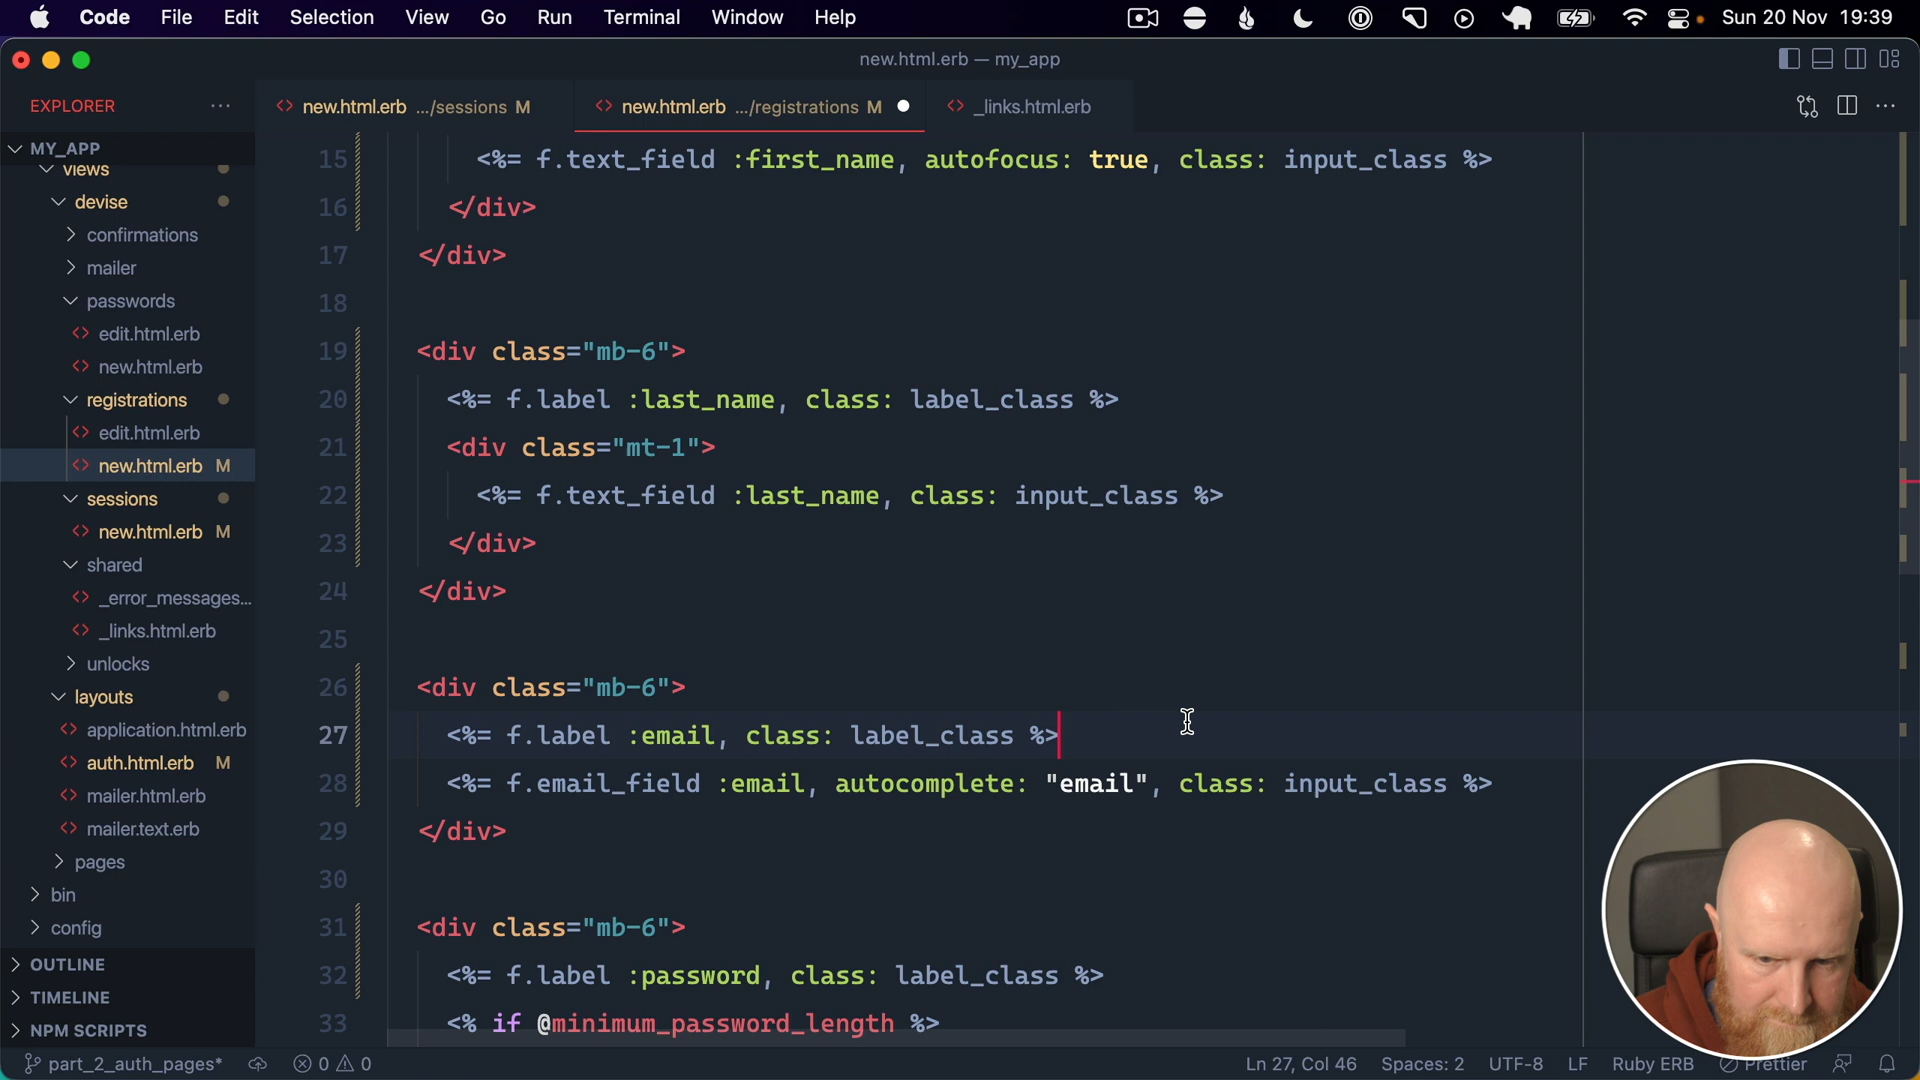 Code File Edit Selection View Go Run Terminal Window Help Sun 20 Nov 19:39
new.html.erb — my_app
EXPLORER
new.html.erb .../sessions M
new.html.erb .../registrations M
_links.html.erb
MY_APP
views
devise
confirmations
mailer
passwords
edit.html.erb
new.html.erb
registrations
edit.html.erb
new.html.erb M
sessions
new.html.erb M
shared
_error_messages...
_links.html.erb
unlocks
layouts
application.html.erb
auth.html.erb M
mailer.html.erb
mailer.text.erb
pages
bin
config
OUTLINE
TIMELINE
NPM SCRIPTS
15 <%= f.text_field :first_name, autofocus: true, class: input_class %>
16 </div>
17 </div>
18
19 <div class="mb-6">
20 <%= f.label :last_name, class: label_class %>
21 <div class="mt-1">
22 <%= f.text_field :last_name, class: input_class %>
23 </div>
24 </div>
25
26 <div class="mb-6">
27 <%= f.label :email, class: label_class %>
28 <%= f.email_field :email, autocomplete: "email", class: input_class %>
29 </div>
30
31 <div class="mb-6">
32 <%= f.label :password, class: label_class %>
33 <% if @minimum_password_length %>
part_2_auth_pages* 0 0 Ln 27, Col 46 Spaces: 2 UTF-8 LF Ruby ERB Prettier